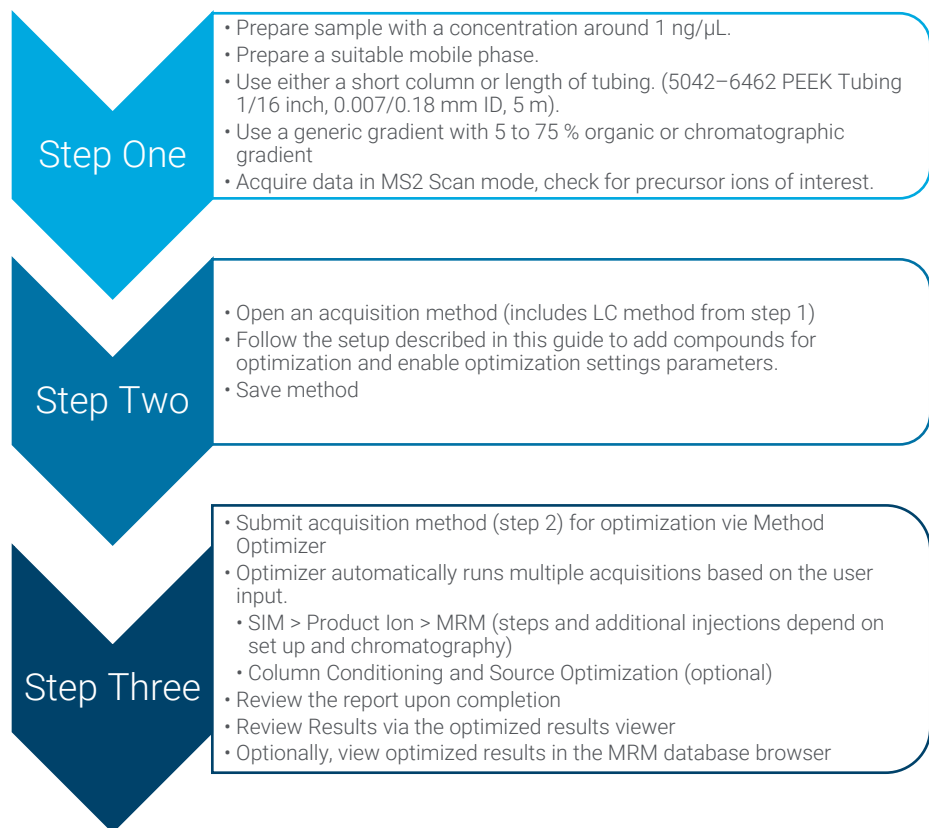 Step One
• Prepare sample with a concentration around 1 ng/µL.
• Prepare a suitable mobile phase.
• Use either a short column or length of tubing. (5042–6462 PEEK Tubing
1/16 inch, 0.007/0.18 mm ID, 5 m).
• Use a generic gradient with 5 to 75 % organic or chromatographic
gradient
• Acquire data in MS2 Scan mode, check for precursor ions of interest.
Step Two
• Open an acquisition method (includes LC method from step 1)
• Follow the setup described in this guide to add compounds for
optimization and enable optimization settings parameters.
• Save method
Step Three
• Submit acquisition method (step 2) for optimization vie Method
Optimizer
• Optimizer automatically runs multiple acquisitions based on the user
input.
• SIM > Product Ion > MRM (steps and additional injections depend on
set up and chromatography)
• Column Conditioning and Source Optimization (optional)
• Review the report upon completion
• Review Results via the optimized results viewer
• Optionally, view optimized results in the MRM database browser